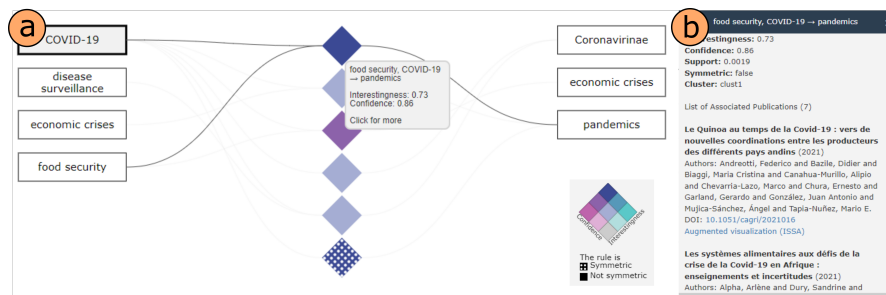 a
COVID-19
disease
surveillance
economic crises
food security
food security, COVID-19
→ pandemics
Interestingness: 0.73
Confidence: 0.86
Click for more
Coronavirinae
economic crises
pandemics
Confidence
Interestingness
The rule is
Symmetric
Not symmetric
b
food security, COVID-19 → pandemics
erestingness: 0.73
Confidence: 0.86
Support: 0.0019
Symmetric: false
Cluster: clust1
List of Associated Publications (7)
Le Quinoa au temps de la Covid-19 : vers de
nouvelles coordinations entre les producteurs
des différents pays andins (2021)
Authors: Andreotti, Federico and Bazile, Didier and
Biaggi, Maria Cristina and Canahua-Murillo, Alipio
and Chevarria-Lazo, Marco and Chura, Ernesto and
Garland, Gerardo and González, Juan Antonio and
Mujica-Sánchez, Ángel and Tapia-Nuñez, Mario E.
DOI: 10.1051/cagri/2021016
Augmented visualization (ISSA)
Les systèmes alimentaires aux défis de la
crise de la Covid-19 en Afrique :
enseignements et incertitudes (2021)
Authors: Alpha, Arlène and Dury, Sandrine and